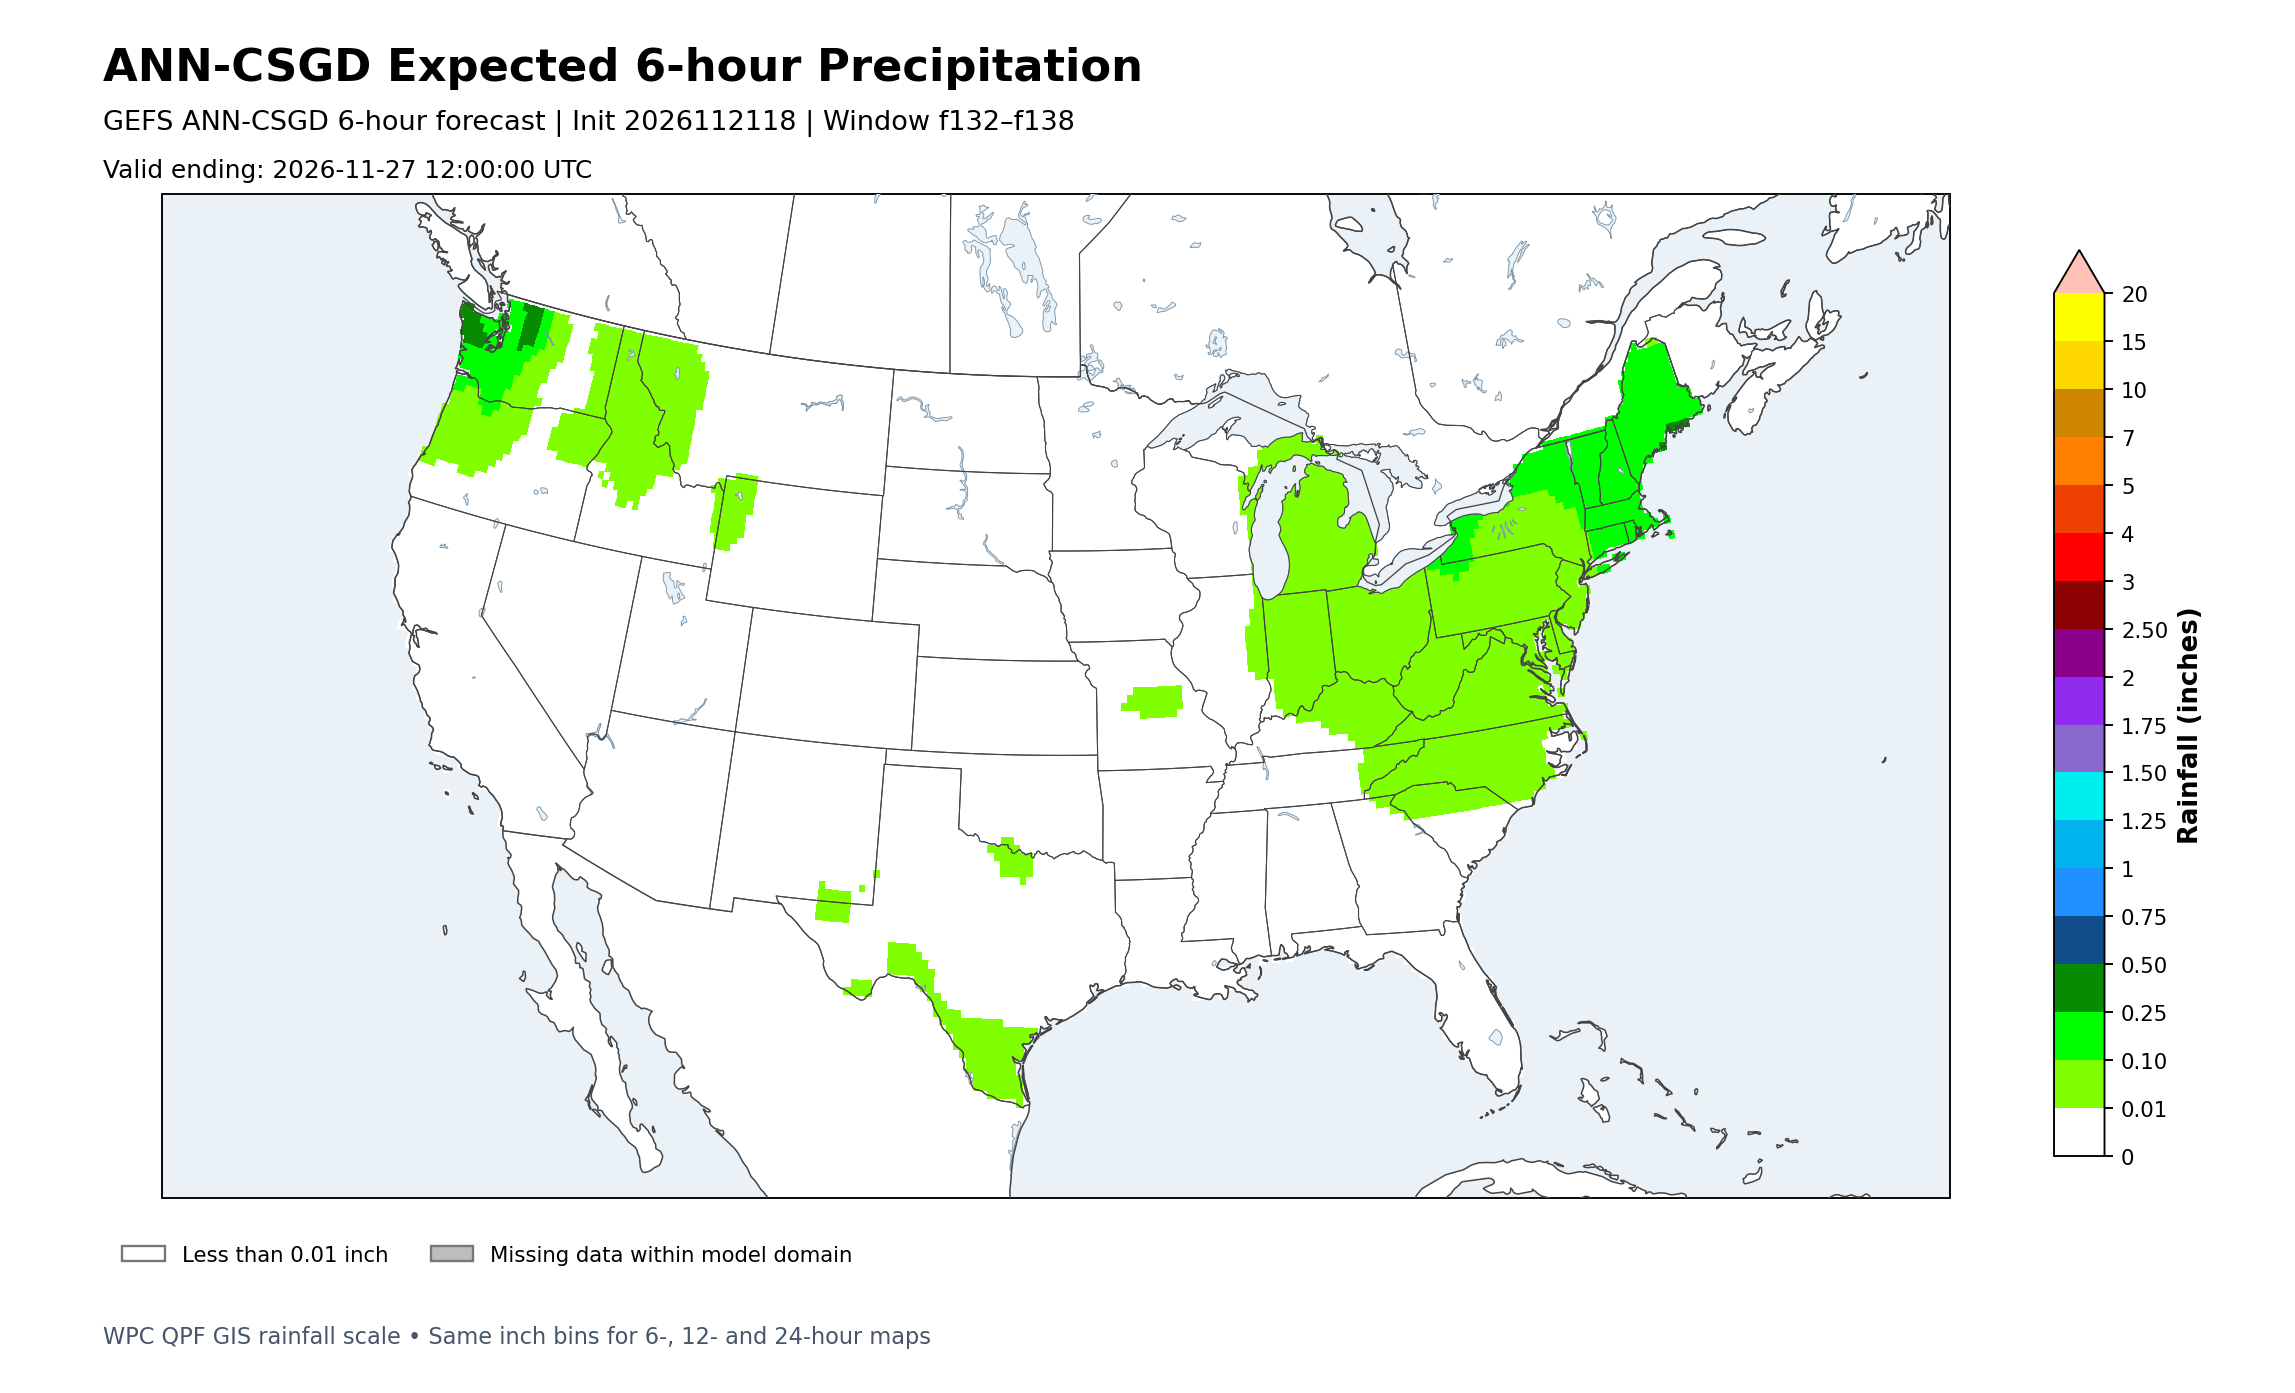 ANN-CSGD Expected 6-hour Precipitation
GEFS ANN-CSGD 6-hour forecast | Init 2026112118 | Window f132–f138
Valid ending: 2026-11-27 12:00:00 UTC
20
15
10
7
5
4
3
2.50
2
1.75
1.50
1.25
1
0.75
0.50
0.25
0.10
0.01
0
Rainfall (inches)
Less than 0.01 inch
Missing data within model domain
WPC QPF GIS rainfall scale • Same inch bins for 6-, 12- and 24-hour maps